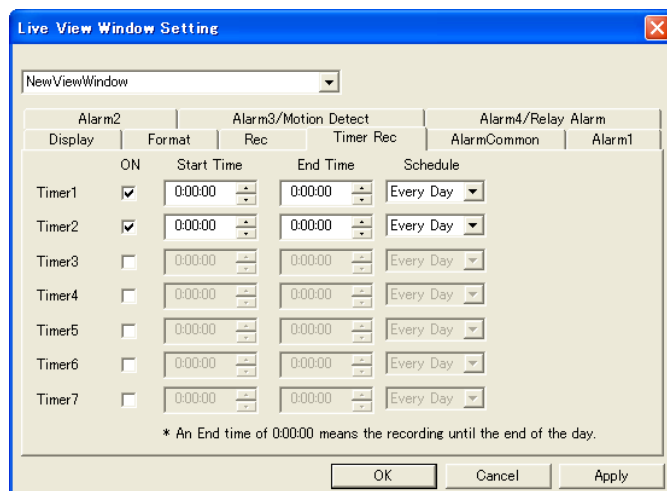 Live View Window Setting
NewViewWindow
Alarm2 Alarm3/Motion Detect Alarm4/Relay Alarm
Display Format Rec Timer Rec AlarmCommon Alarm1
ON Start Time End Time Schedule
Timer1 0:00:00 0:00:00 Every Day
Timer2 0:00:00 0:00:00 Every Day
Timer3 0:00:00 0:00:00 Every Day
Timer4 0:00:00 0:00:00 Every Day
Timer5 0:00:00 0:00:00 Every Day
Timer6 0:00:00 0:00:00 Every Day
Timer7 0:00:00 0:00:00 Every Day
* An End time of 0:00:00 means the recording until the end of the day.
OK Cancel Apply